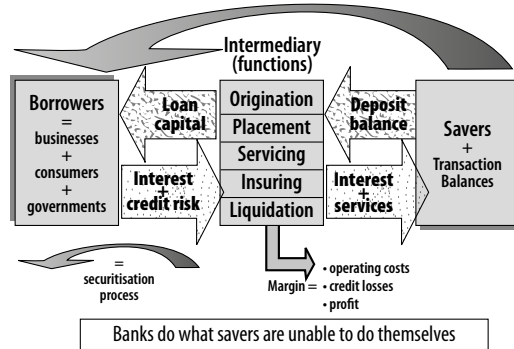 Intermediary
(functions)
Borrowers
=
businesses
+
consumers
+
governments
Loan
capital
Interest
+
credit risk
Origination
Placement
Servicing
Insuring
Liquidation
Deposit
balance
Interest
+
services
Savers
+
Transaction
Balances
=
securitisation
process
Margin =
• operating costs
• credit losses
• profit
Banks do what savers are unable to do themselves